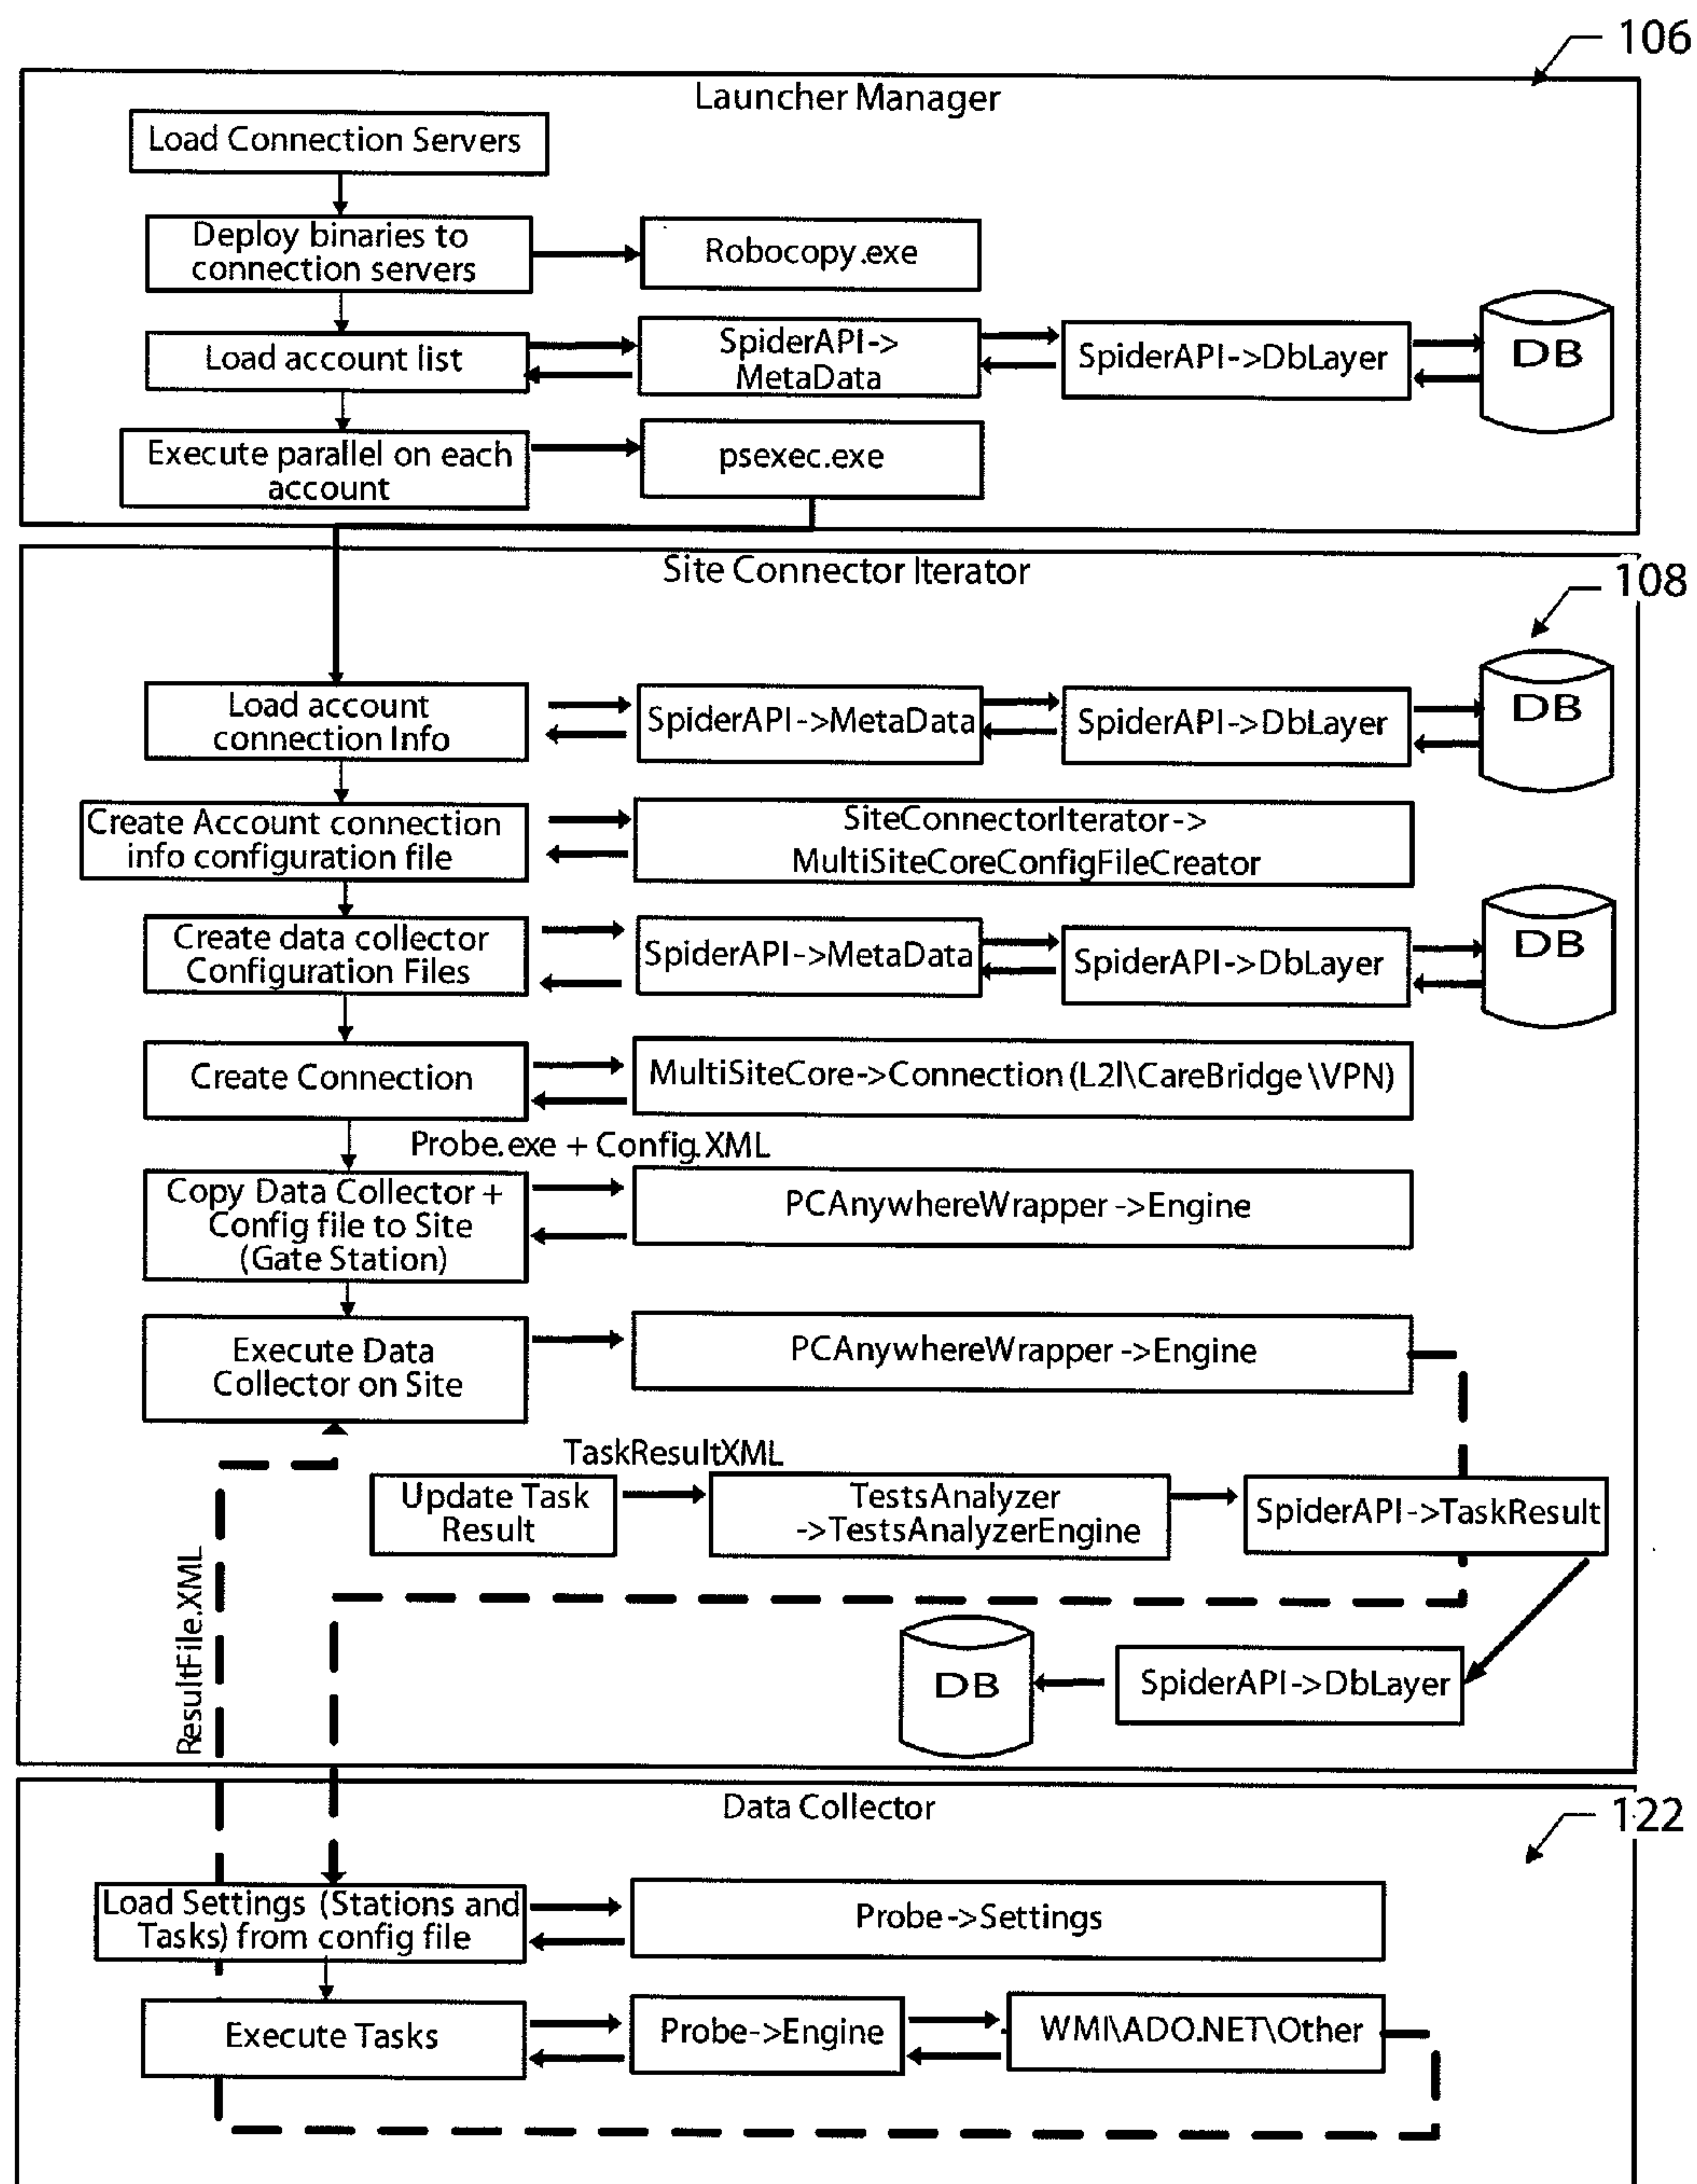 106
Launcher Manager
Load Connection Servers
Deploy binaries to
connection servers
Robocopy.exe
Load account list
SpiderAPI->
MetaData
SpiderAPI->DbLayer
DB
Execute parallel on each
account
psexec.exe
Site Connector Iterator
108
Load account
connection Info
SpiderAPI->MetaData
SpiderAPI->DbLayer
DB
Create Account connection
info configuration file
SiteConnectorIterator->
MultiSiteCoreConfigFileCreator
Create data collector
Configuration Files
SpiderAPI->MetaData
SpiderAPI->DbLayer
DB
Create Connection
MultiSiteCore->Connection (L2I\CareBridge\VPN)
Probe.exe + Config.XML
Copy Data Collector +
Config file to Site
(Gate Station)
PCAnywhereWrapper->Engine
Execute Data
Collector on Site
PCAnywhereWrapper->Engine
TaskResultXML
Update Task
Result
TestsAnalyzer
->TestsAnalyzerEngine
SpiderAPI->TaskResult
ResultFile.XML
DB
SpiderAPI->DbLayer
Data Collector
122
Load Settings (Stations and
Tasks) from config file
Probe->Settings
Execute Tasks
Probe->Engine
WMI\ADO.NET\Other